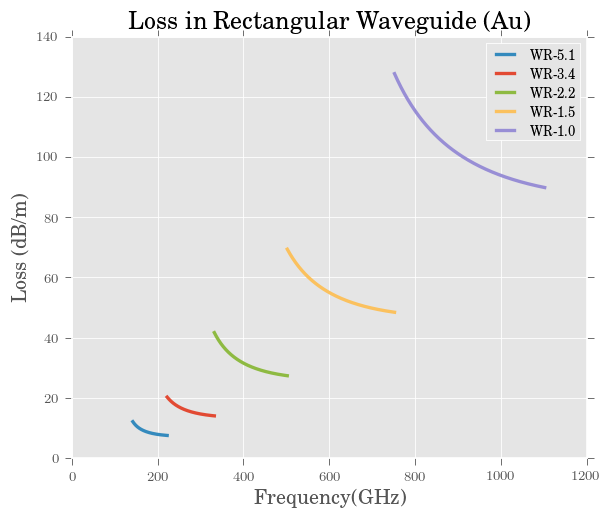 Loss in Rectangular Waveguide (Au)
140
120
100
80
60
40
20
0
Loss (dB/m)
WR-5.1
WR-3.4
WR-2.2
WR-1.5
WR-1.0
0 200 400 600 800 1000 1200
Frequency(GHz)